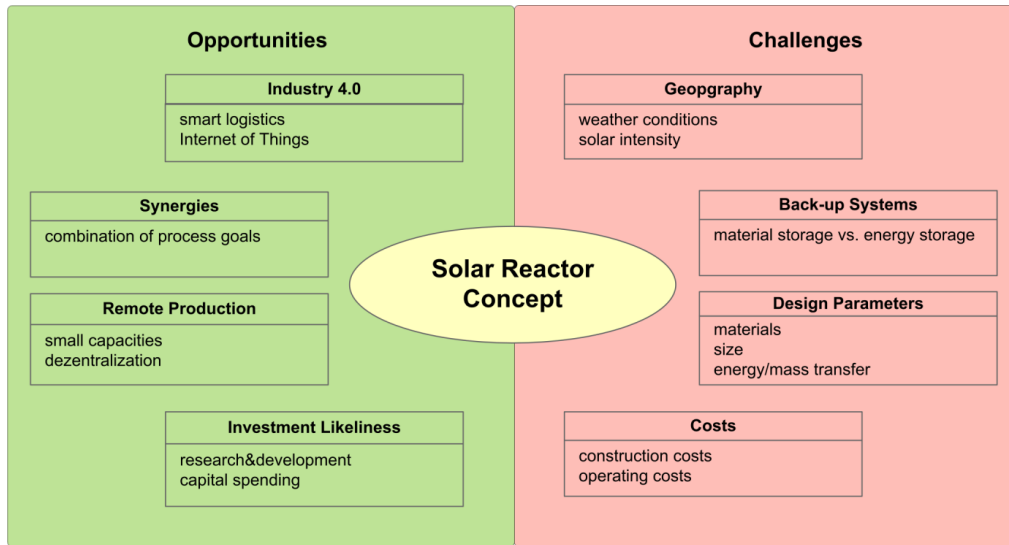 Opportunities
Industry 4.0
smart logistics
Internet of Things
Synergies
combination of process goals
Remote Production
small capacities
dezentralization
Investment Likeliness
research&development
capital spending
Solar Reactor
Concept
Challenges
Geopgraphy
weather conditions
solar intensity
Back-up Systems
material storage vs. energy storage
Design Parameters
materials
size
energy/mass transfer
Costs
construction costs
operating costs